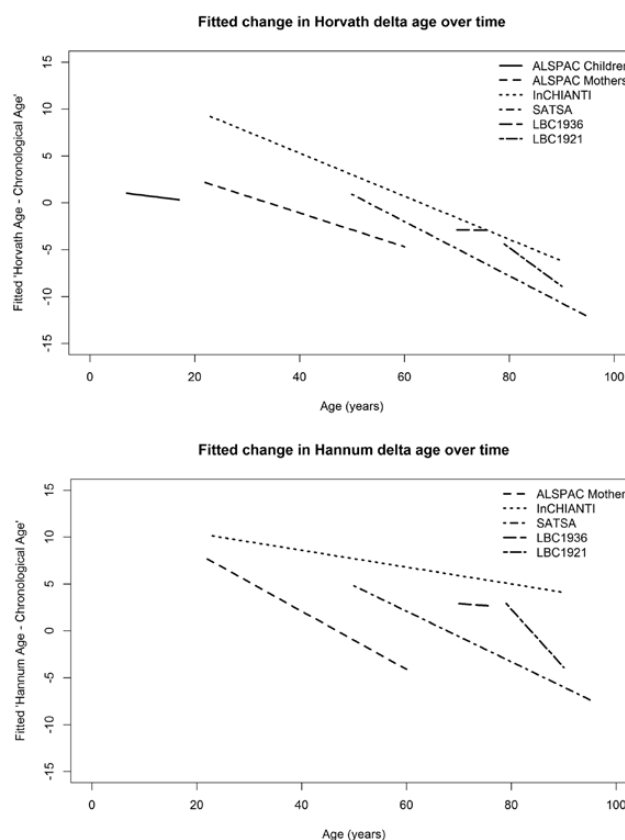 Fitted change in Horvath delta age over time
Fitted 'Horvath Age - Chronological Age'
15
10
5
0
-5
-10
-15
ALSPAC Children
ALSPAC Mothers
InCHIANTI
SATSA
LBC1936
LBC1921
0 20 40 60 80 100
Age (years)
Fitted change in Hannum delta age over time
Fitted 'Hannum Age - Chronological Age'
15
10
5
0
-5
-10
-15
ALSPAC Mother
InCHIANTI
SATSA
LBC1936
LBC1921
0 20 40 60 80 100
Age (years)